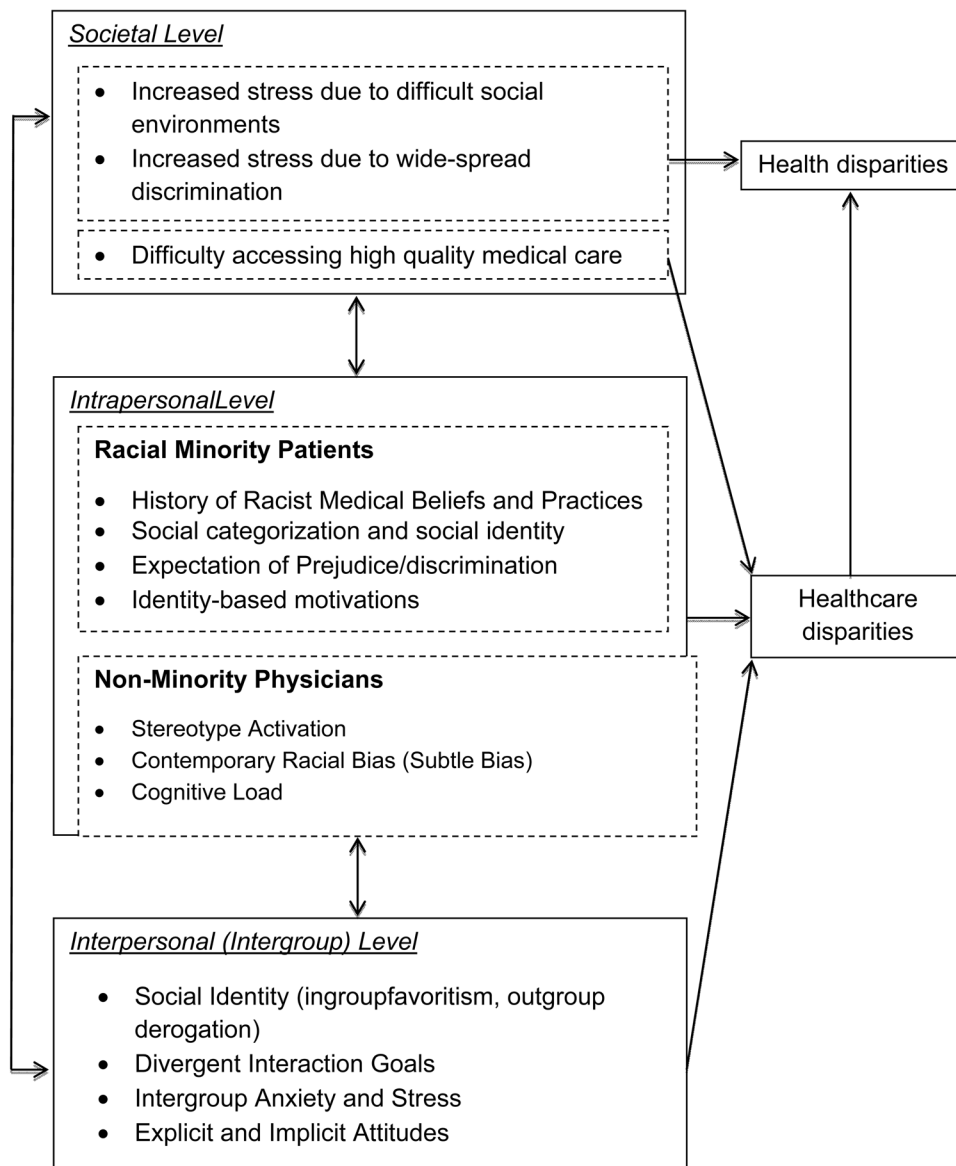 Societal Level
• Increased stress due to difficult social
environments
• Increased stress due to wide-spread
discrimination
• Difficulty accessing high quality medical care
Health disparities
IntrapersonalLevel
Racial Minority Patients
• History of Racist Medical Beliefs and Practices
• Social categorization and social identity
• Expectation of Prejudice/discrimination
• Identity-based motivations
Healthcare
disparities
Non-Minority Physicians
• Stereotype Activation
• Contemporary Racial Bias (Subtle Bias)
• Cognitive Load
Interpersonal (Intergroup) Level
• Social Identity (ingroupfavoritism, outgroup
derogation)
• Divergent Interaction Goals
• Intergroup Anxiety and Stress
• Explicit and Implicit Attitudes